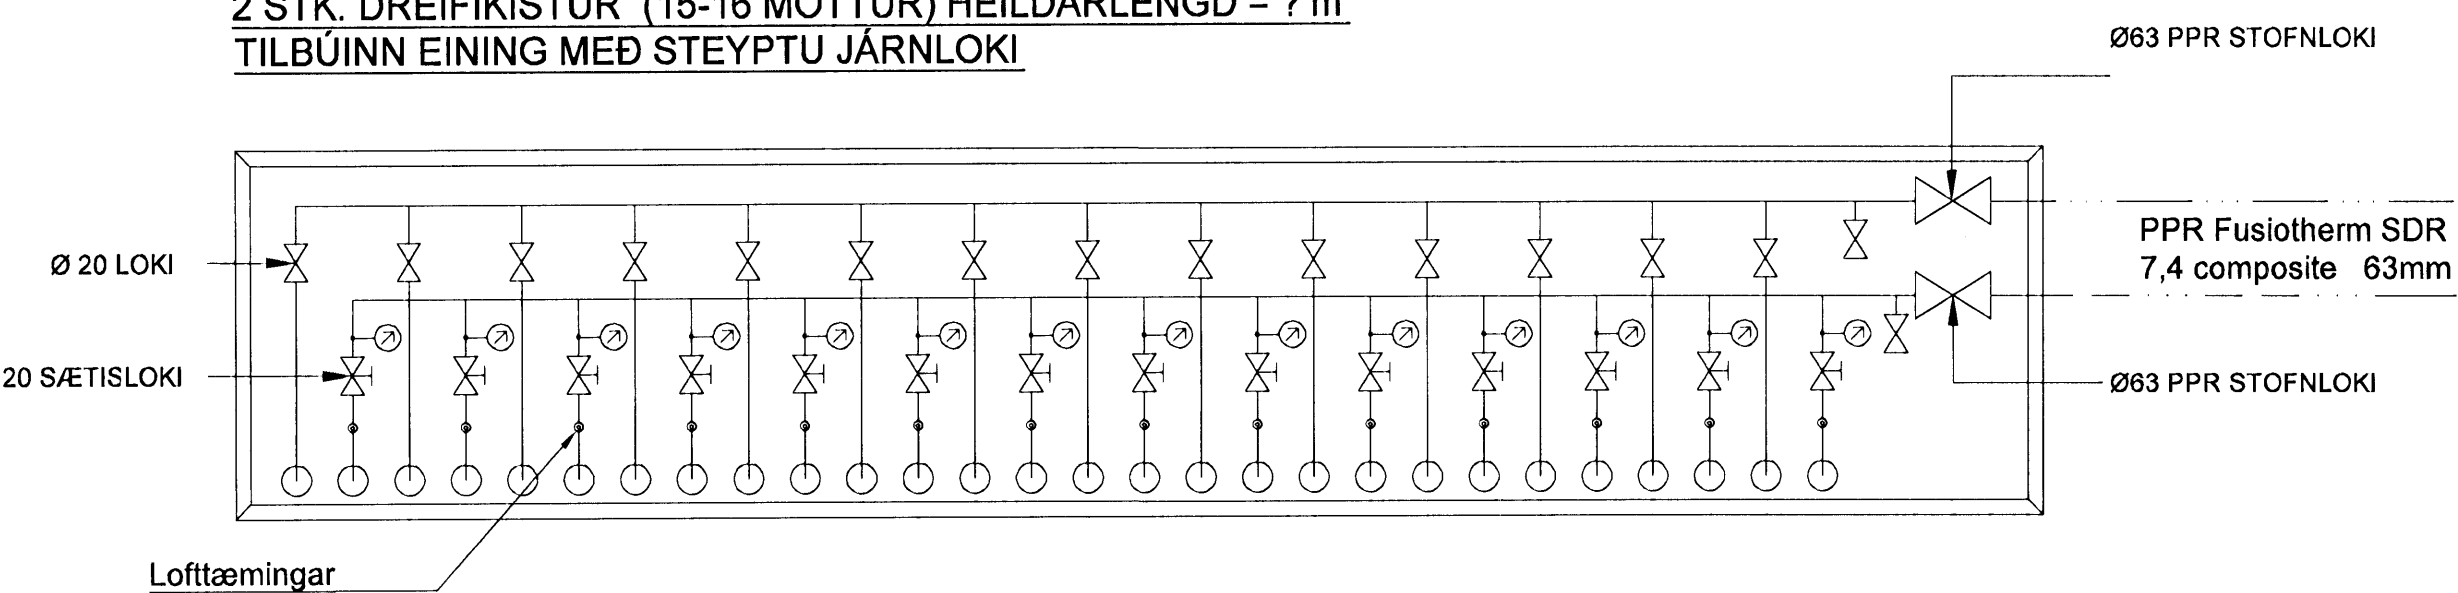 2 STK. DREIFIKISTUR (15-16 MOTTUR) HEILDARLENGD = ? m
TILBÚINN EINING MEÐ STEYPTU JÁRNLOKI
Ø63 PPR STOFNLOKI
Ø 20 LOKI
PPR Fusiotherm SDR
7,4 composite 63mm
20 SÆTISLOKI
Ø63 PPR STOFNLOKI
Lofttæmingar